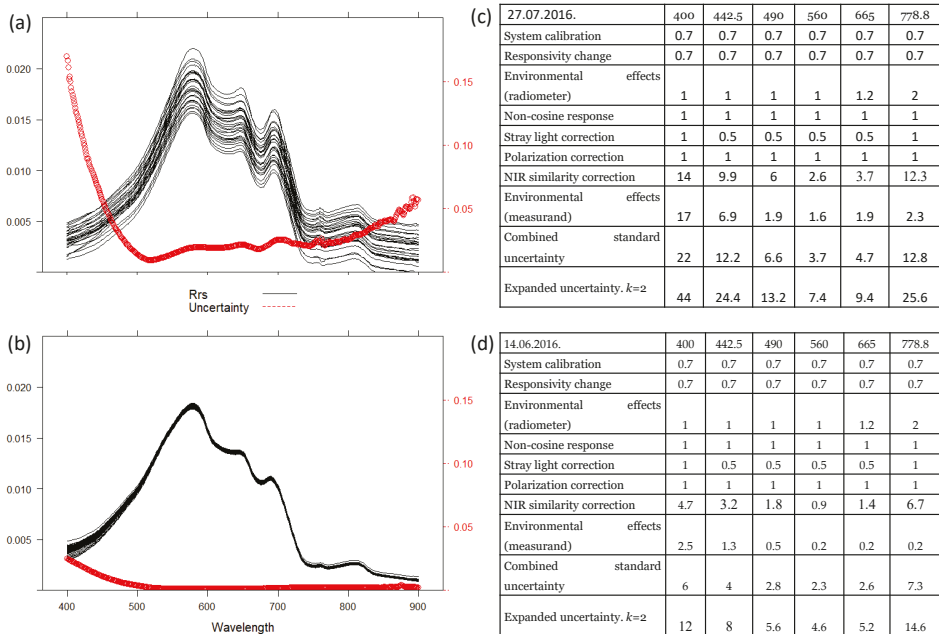 (a)
0.020
0.015
0.010
0.005
0.15
0.10
0.05
0
Rrs
Uncertainty
(b)
0.020
0.015
0.010
0.005
0.15
0.10
0.05
0
400 500 600 700 800 900
Wavelength
(c)
27.07.2016. 400 442.5 490 560 665 778.8
System calibration 0.7 0.7 0.7 0.7 0.7 0.7
Responsivity change 0.7 0.7 0.7 0.7 0.7 0.7
Environmental effects
(radiometer) 1 1 1 1 1.2 2
Non-cosine response 1 1 1 1 1 1
Stray light correction 1 0.5 0.5 0.5 0.5 1
Polarization correction 1 1 1 1 1 1
NIR similarity correction 14 9.9 6 2.6 3.7 12.3
Environmental effects
(measurand) 17 6.9 1.9 1.6 1.9 2.3
Combined standard
uncertainty 22 12.2 6.6 3.7 4.7 12.8
Expanded uncertainty. k=2 44 24.4 13.2 7.4 9.4 25.6
(d)
14.06.2016. 400 442.5 490 560 665 778.8
System calibration 0.7 0.7 0.7 0.7 0.7 0.7
Responsivity change 0.7 0.7 0.7 0.7 0.7 0.7
Environmental effects
(radiometer) 1 1 1 1 1.2 2
Non-cosine response 1 1 1 1 1 1
Stray light correction 1 0.5 0.5 0.5 0.5 1
Polarization correction 1 1 1 1 1 1
NIR similarity correction 4.7 3.2 1.8 0.9 1.4 6.7
Environmental effects
(measurand) 2.5 1.3 0.5 0.2 0.2 0.2
Combined standard
uncertainty 6 4 2.8 2.3 2.6 7.3
Expanded uncertainty. k=2 12 8 5.6 4.6 5.2 14.6